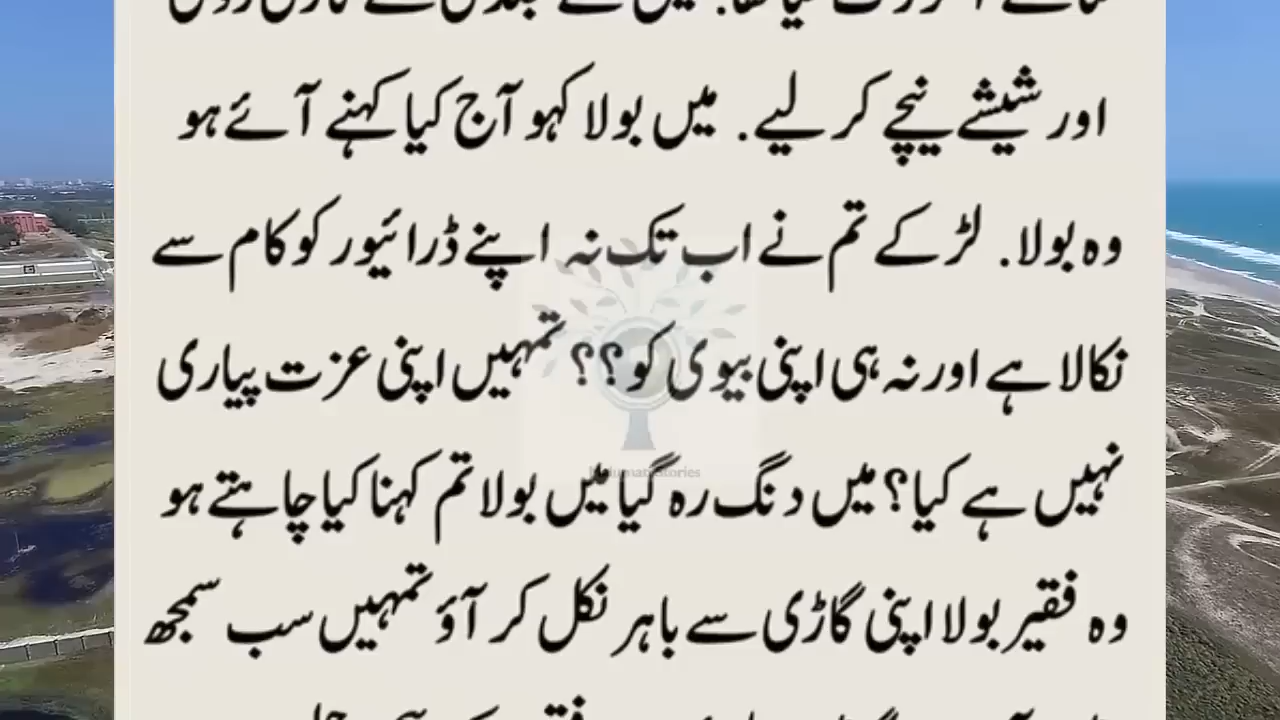 اور شیشے نیچے کر لیے. میں بولا کہو آج کیا کہنے آئے ہو
وہ بولا. لڑکے تم نے اب تک نہ اپنے ڈرائیور کو کام سے
نکالا ہے اور نہ ہی اپنی بیوی کو؟؟ تمہیں اپنی عزت پیاری
نہیں ہے کیا؟ میں دنگ رہ گیا میں بولا تم کہنا کیا چاہتے ہو
وہ فقیر بولا اپنی گاڑی سے باہر نکل کر آؤ تمہیں سب سمجھ